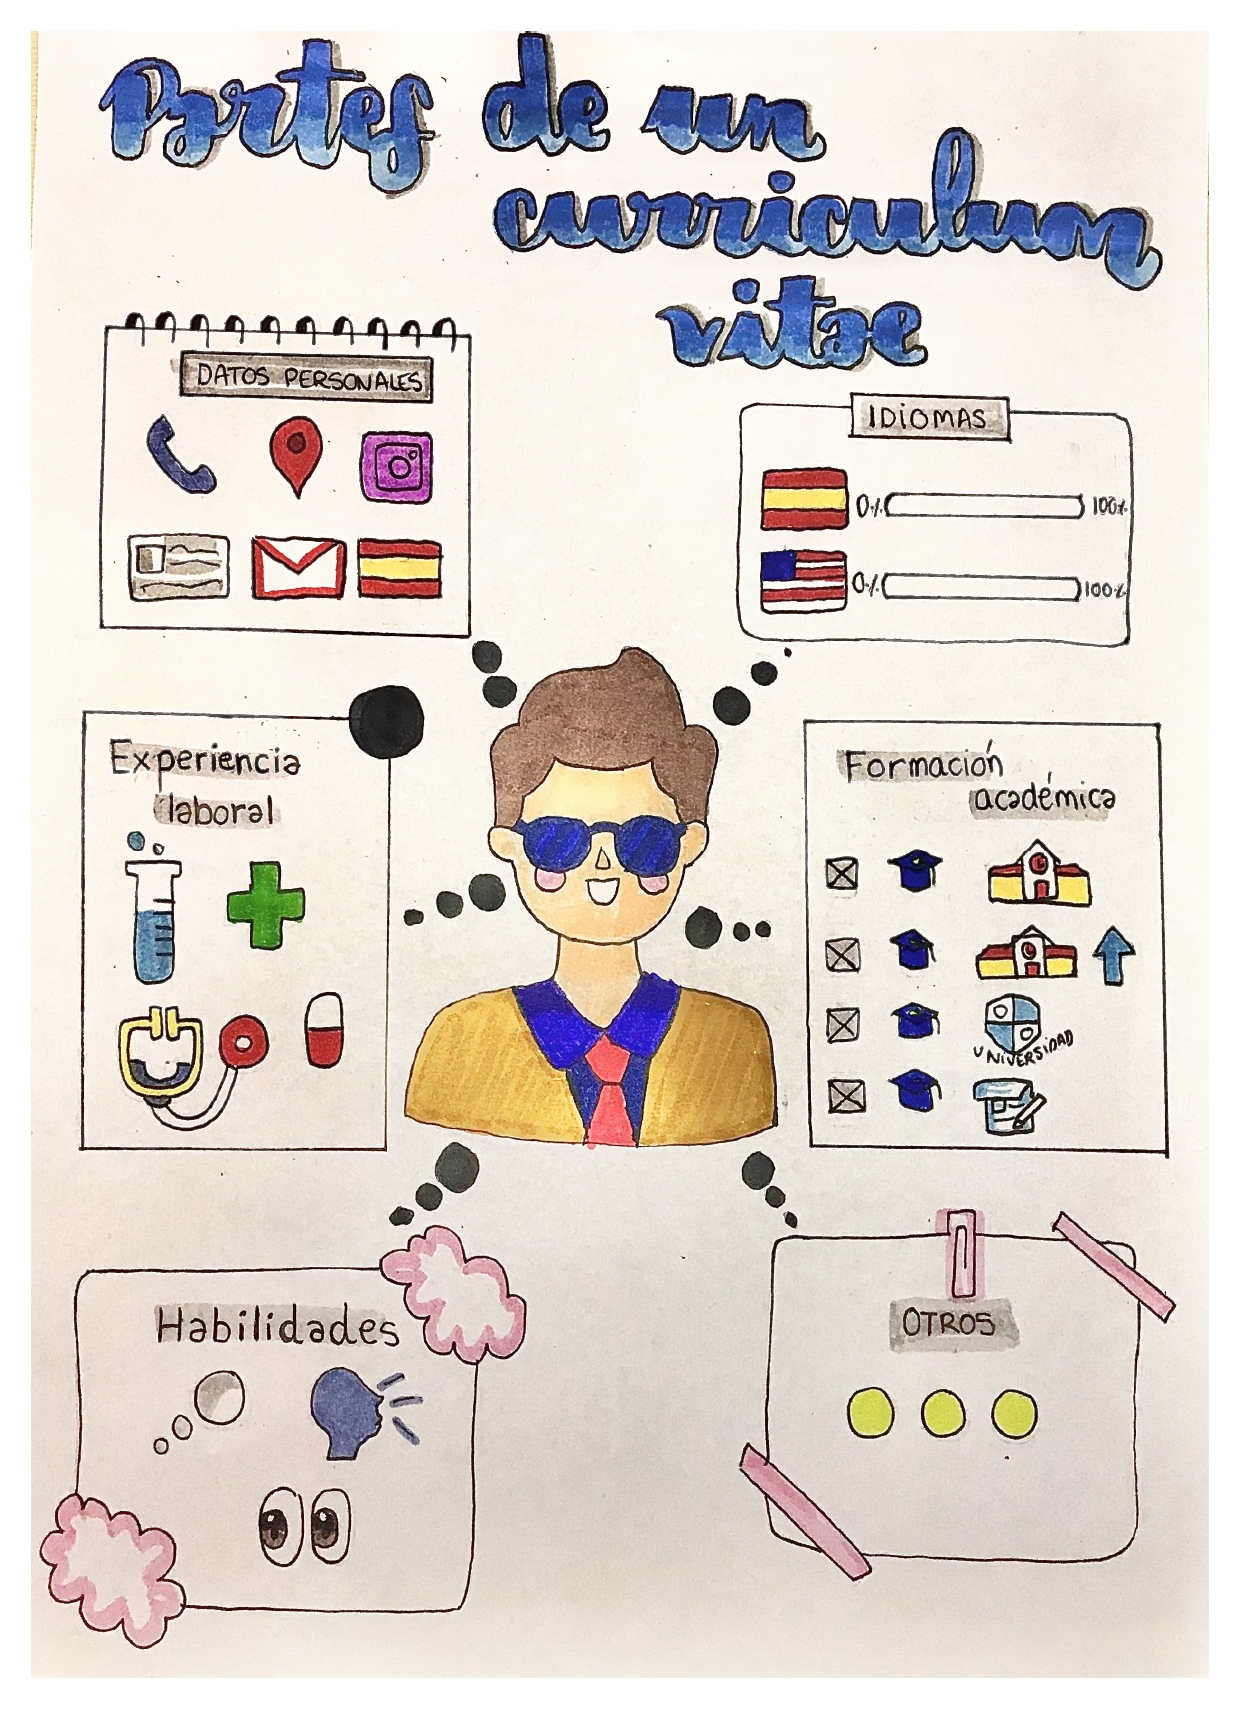 Partes de un
curriculum
vitae
DATOS PERSONALES
IDIOMAS
0% 100%
0% 100%
Experiencia
laboral
Formación
académica
UNIVERSIDAD
Habilidades
OTROS